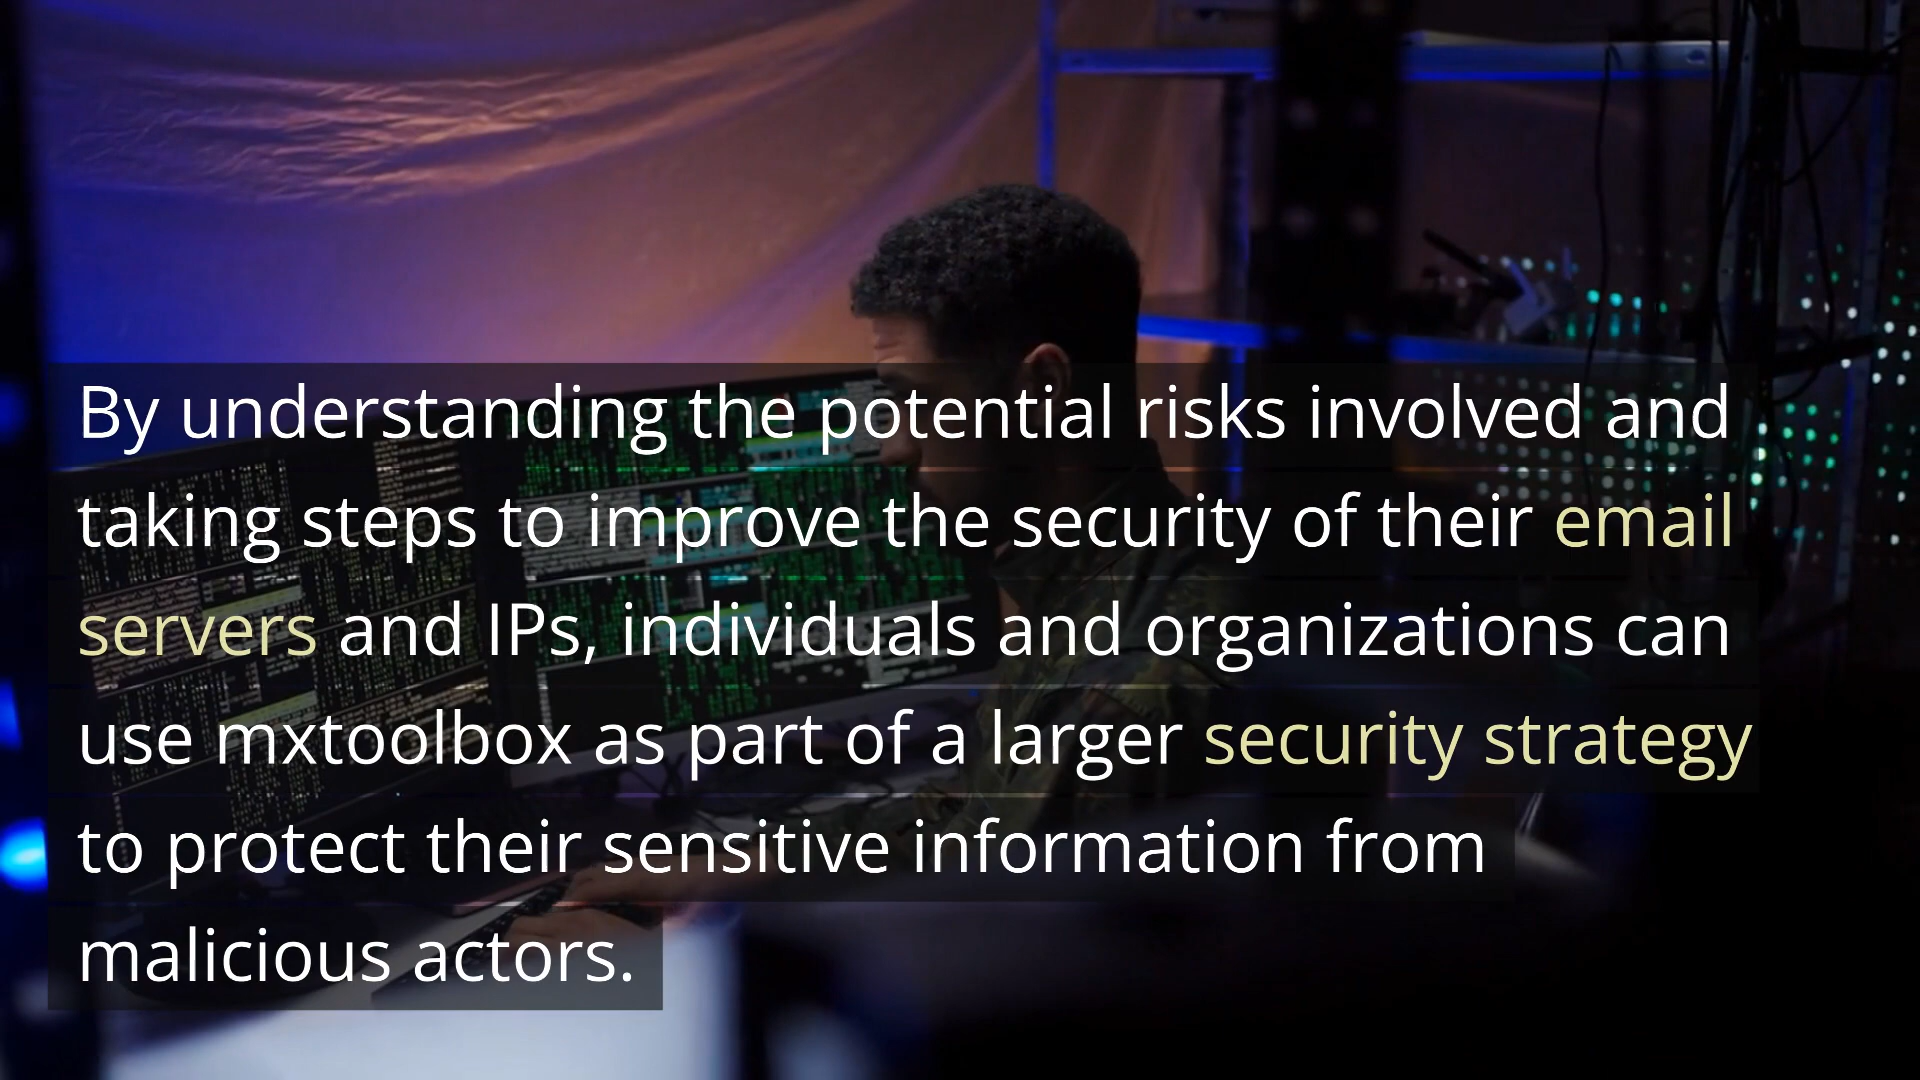 By understanding the potential risks involved and
taking steps to improve the security of their email
servers and IPs, individuals and organizations can
use mxtoolbox as part of a larger security strategy
to protect their sensitive information from
malicious actors.